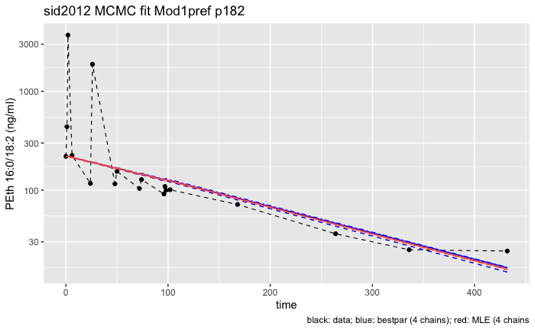 sid2012 MCMC fit Mod1pref p182
PEth 16:0/18:2 (ng/ml)
3000
1000
300
100
30
0
100
200
300
400
time
black: data; blue: bestpar (4 chains); red: MLE (4 chains